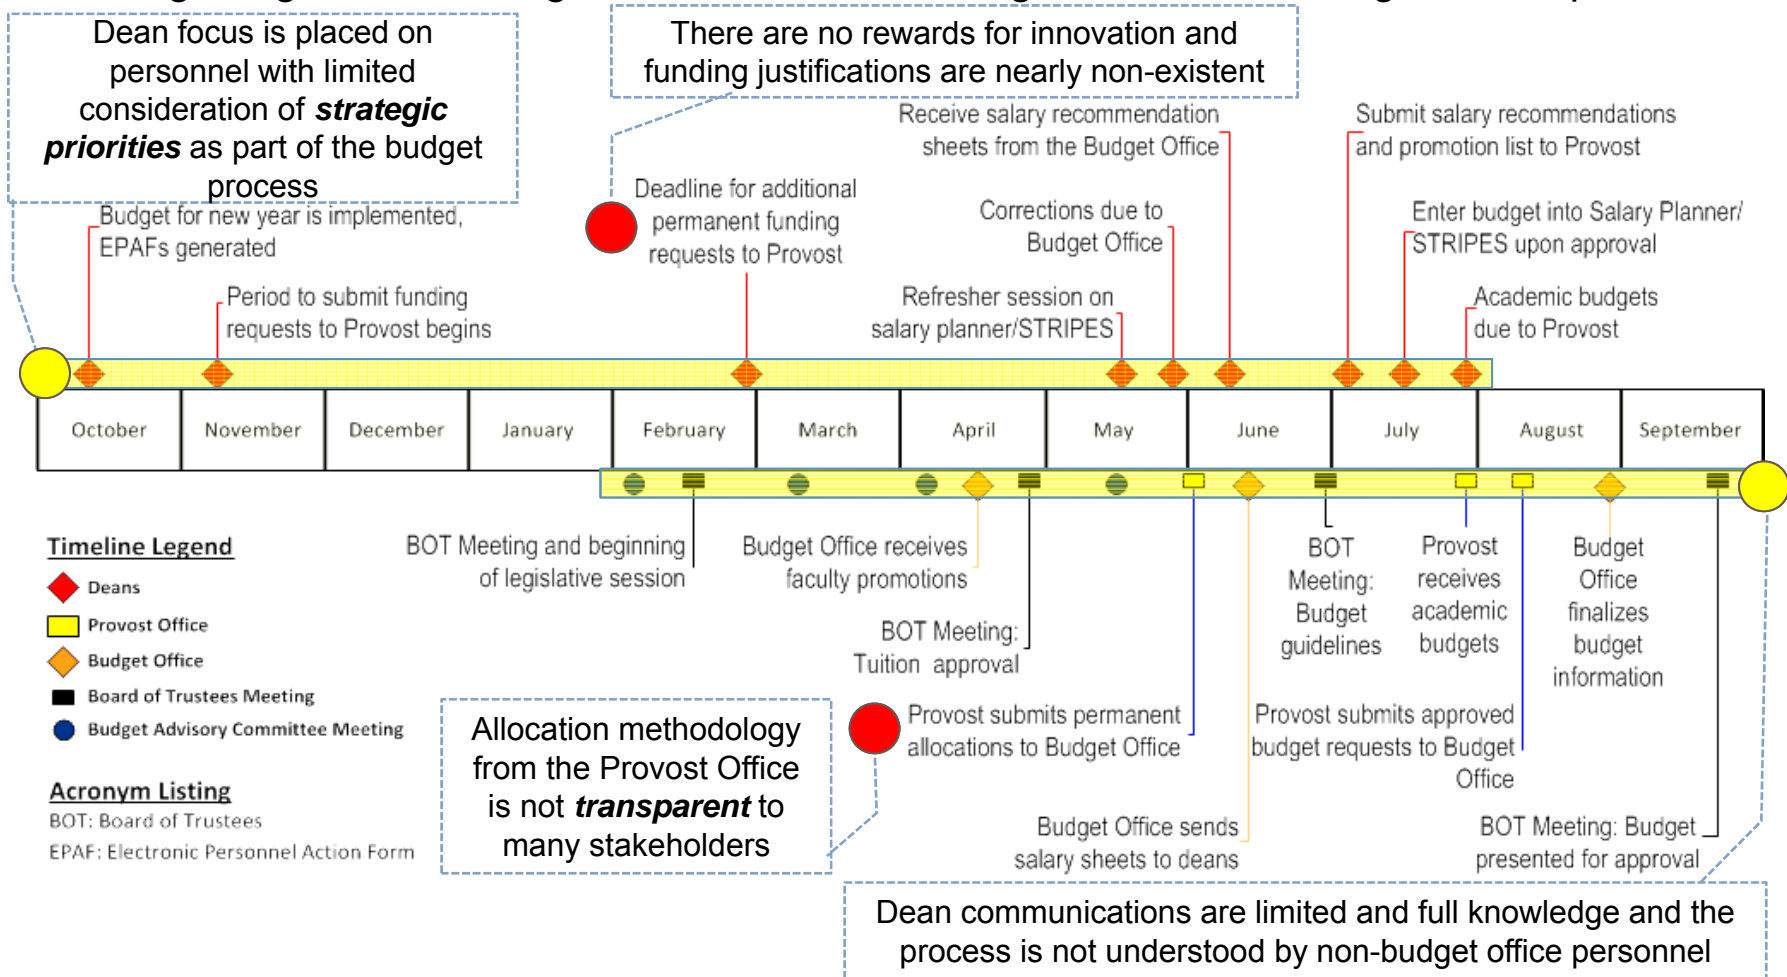 Dean focus is placed on
personnel with limited
consideration of strategic
priorities as part of the budget
process
There are no rewards for innovation and
funding justifications are nearly non-existent
Receive salary recommendation
sheets from the Budget Office
Submit salary recommendations
and promotion list to Provost
Deadline for additional
permanent funding
requests to Provost
Corrections due to
Budget Office
Enter budget into Salary Planner/
STRIPES upon approval
Budget for new year is implemented,
EPAFs generated
Period to submit funding
requests to Provost begins
Refresher session on
salary planner/STRIPES
Academic budgets
due to Provost
October November December January February March April May June July August September
BOT Meeting and beginning
of legislative session
Budget Office receives
faculty promotions
BOT Meeting:
Tuition approval
BOT
Meeting:
Budget
guidelines
Provost
receives
academic
budgets
Budget
Office
finalizes
budget
information
Timeline Legend
Deans
Provost Office
Budget Office
Board of Trustees Meeting
Budget Advisory Committee Meeting
Acronym Listing
BOT: Board of Trustees
EPAF: Electronic Personnel Action Form
Allocation methodology
from the Provost Office
is not transparent to
many stakeholders
Provost submits permanent
allocations to Budget Office
Provost submits approved
budget requests to Budget
Office
Budget Office sends
salary sheets to deans
BOT Meeting: Budget
presented for approval
Dean communications are limited and full knowledge and the
process is not understood by non-budget office personnel